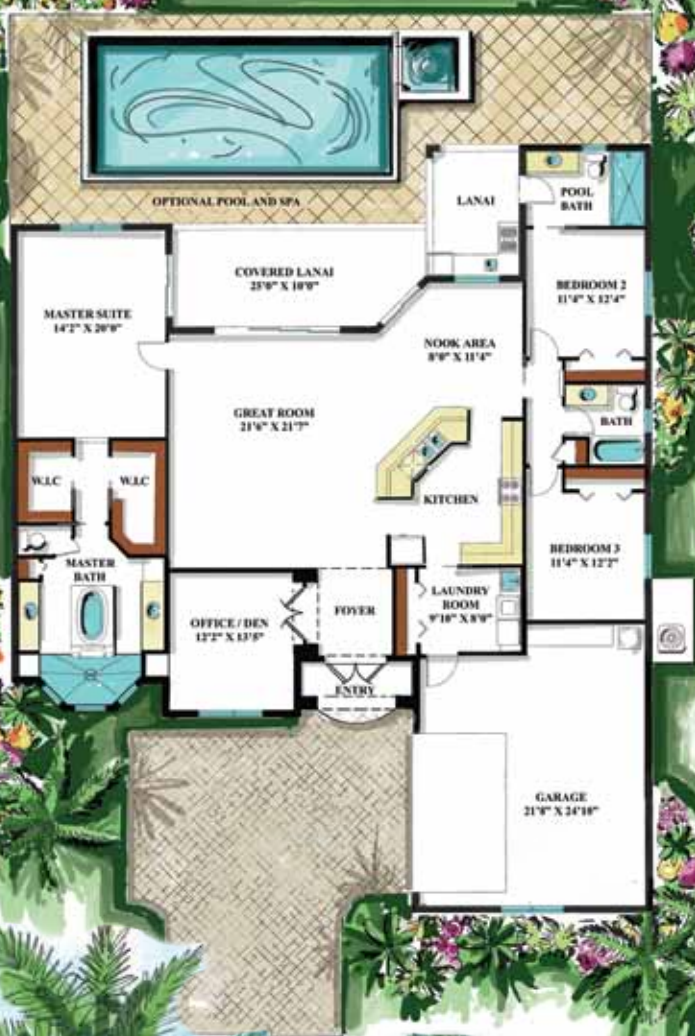 OPTIONAL POOL AND SPA
LANAI
POOL
BATH
COVERED LANAI
25'0" X 10'0"
BEDROOM 2
11'4" X 12'4"
MASTER SUITE
14'2" X 20'0"
NOOK AREA
8'0" X 11'4"
GREAT ROOM
21'6" X 21'7"
BATH
W.I.C
W.I.C
KITCHEN
BEDROOM 3
11'4" X 12'2"
MASTER
BATH
OFFICE / DEN
12'2" X 13'5"
FOYER
LAUNDRY
ROOM
9'10" X 8'0"
ENTRY
GARAGE
21'8" X 24'10"